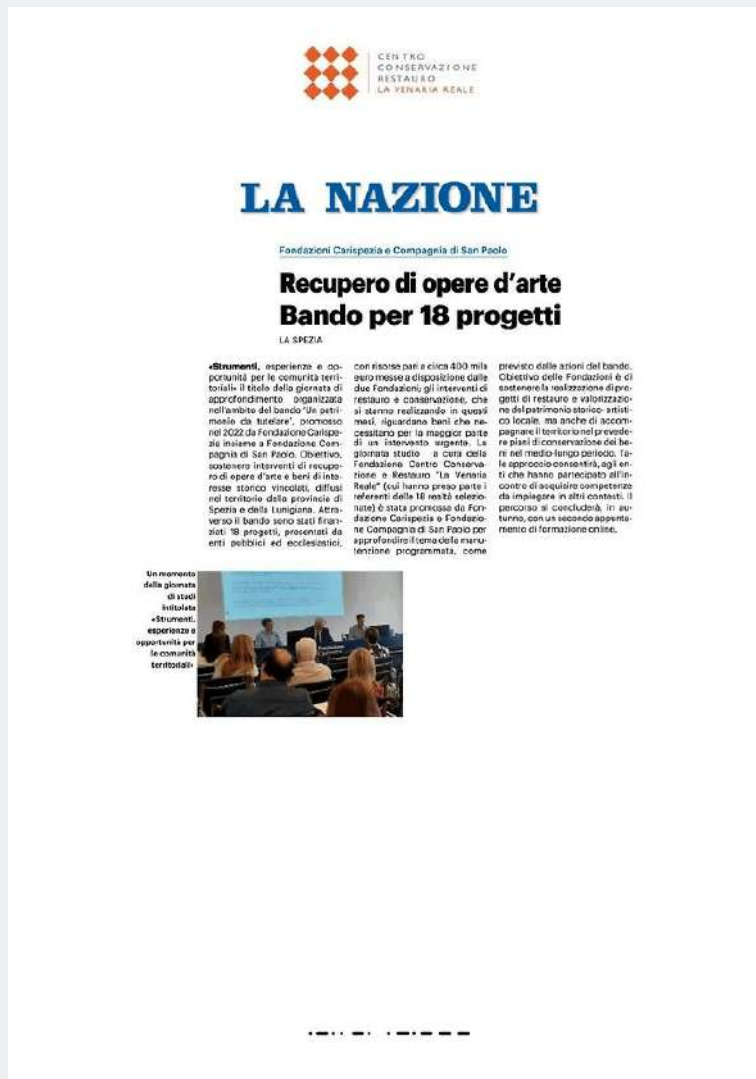 CENTRO
CONSERVAZIONE
RESTAURO
LA VENARIA REALE
LA NAZIONE
Fondazioni Carispezia e Compagnia di San Paolo
Recupero di opere d'arte
Bando per 18 progetti
LA SPEZIA
«Strumenti, esperienze e op-
portunità per le comunità terri-
toriali» il titolo della giornata di
approfondimento organizzata
nell'ambito del bando 'Un patri-
monio da tutelare', promosso
nel 2022 da Fondazione Carispe-
zia insieme a Fondazione Com-
pagnia di San Paolo. Obiettivo,
sostenere interventi di recupe-
ro di opere d'arte e beni di inte-
resse storico vincolati, diffusi
nel territorio della provincia di
Spezia e della Lunigiana. Attra-
verso il bando sono stati finan-
ziati 18 progetti, presentati da
enti pubblici ed ecclesiastici,
con risorse pari a circa 400 mila
euro messe a disposizione dalle
due Fondazioni; gli interventi di
restauro e conservazione, che
si stanno realizzando in questi
mesi, riguardano beni che ne-
cessitano per la maggior parte
di un intervento urgente. La
giornata studio a cura della
Fondazione Centro Conserva-
zione e Restauro "La Venaria
Reale" (cui hanno preso parte i
referenti delle 18 realtà selezio-
nate) è stata promossa da Fon-
dazione Carispezia e Fondazio-
ne Compagnia di San Paolo per
approfondire il tema della manu-
tenzione programmata, come
previsto dalle azioni del bando.
Obiettivo delle Fondazioni è di
sostenere la realizzazione di pro-
getti di restauro e valorizzazio-
ne del patrimonio storico-artisti-
co locale, ma anche di accom-
pagnare il territorio nel prevede-
re piani di conservazione dei be-
ni nel medio-lungo periodo. Ta-
le approccio consentirà, agli en-
ti che hanno partecipato all'in-
contro di acquisire competenze
da impiegare in altri contesti. Il
percorso si concluderà, in au-
tunno, con un secondo appunta-
mento di formazione online.
Un momento
della giornata
di studi
intitolata
«Strumenti,
esperienze e
opportunità per
le comunità
territoriali»
Fondazione